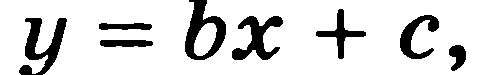 y = bx + c,